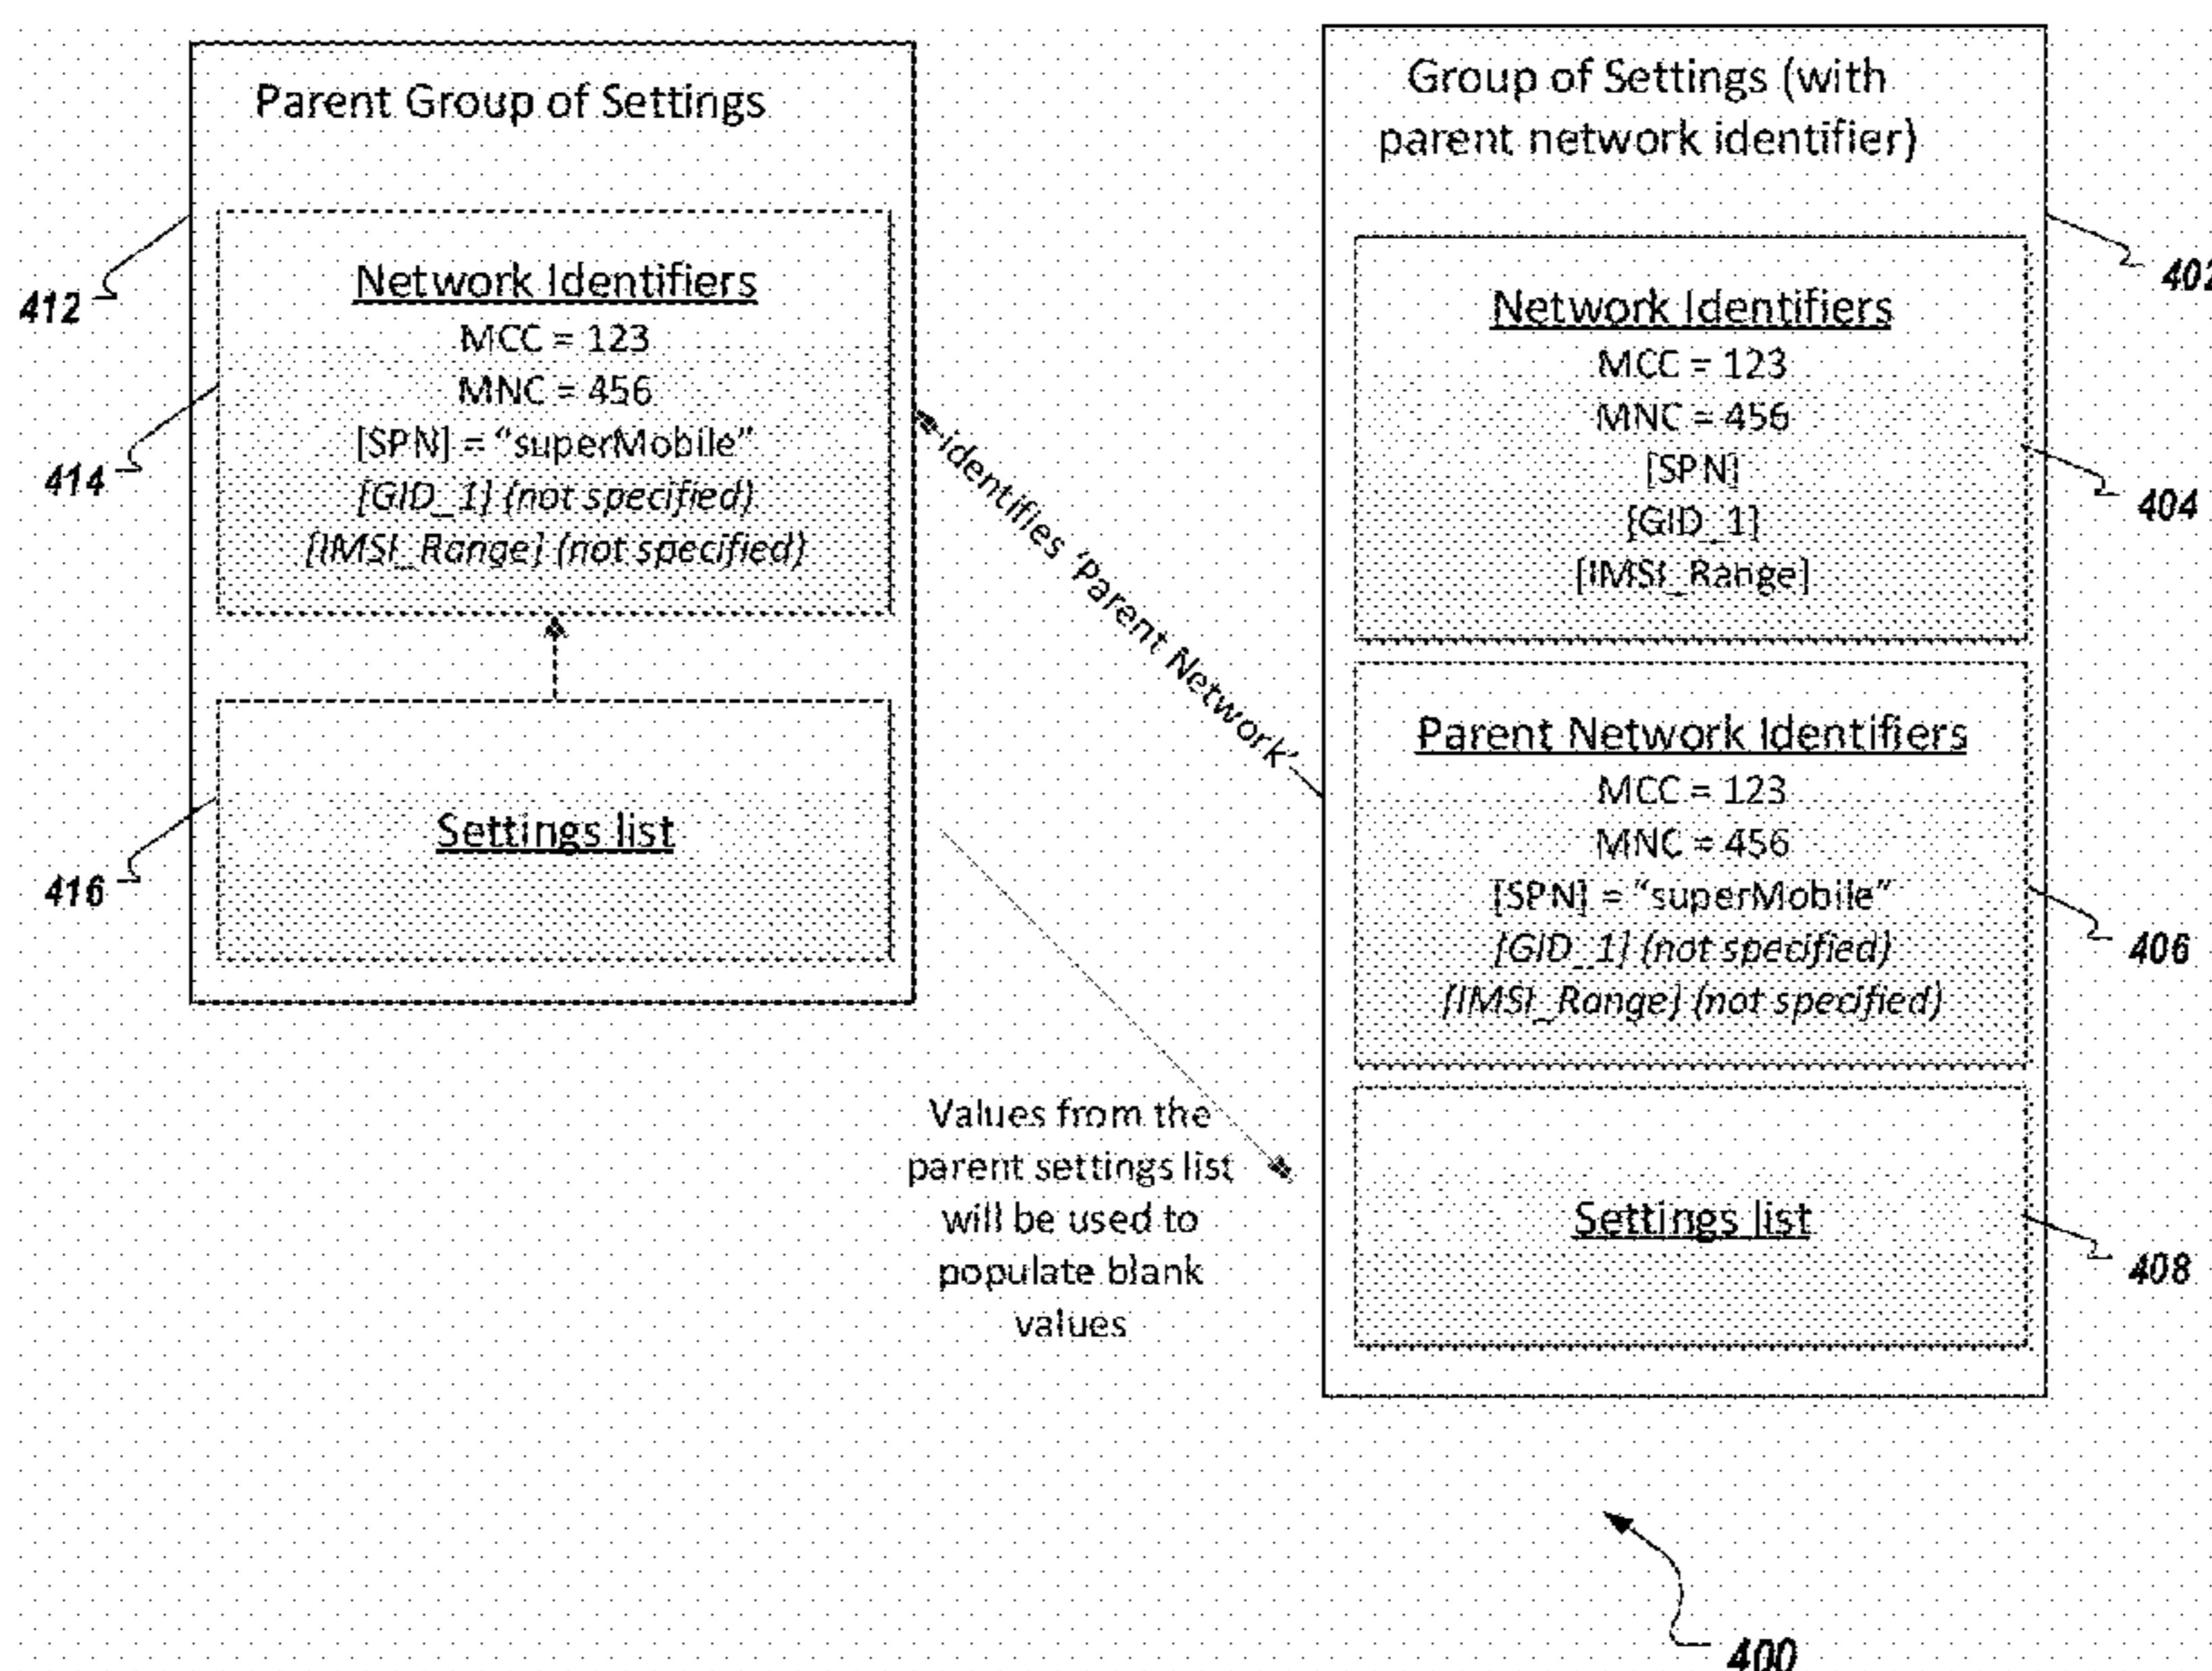 Parent Group of Settings
Network Identifiers
MCC = 123
MNC = 456
[SPN] = “superMobile”
[GID_1] (not specified)
[IMSI_Range] (not specified)
Settings list
412
414
416
identifies ‘Parent Network’
Values from the
parent settings list
will be used to
populate blank
values
Group of Settings (with
parent network identifier)
Network Identifiers
MCC = 123
MNC = 456
[SPN]
[GID_1]
[IMSI_Range]
Parent Network Identifiers
MCC = 123
MNC = 456
[SPN] = “superMobile”
[GID_1] (not specified)
[IMSI_Range] (not specified)
Settings list
402
404
406
408
400